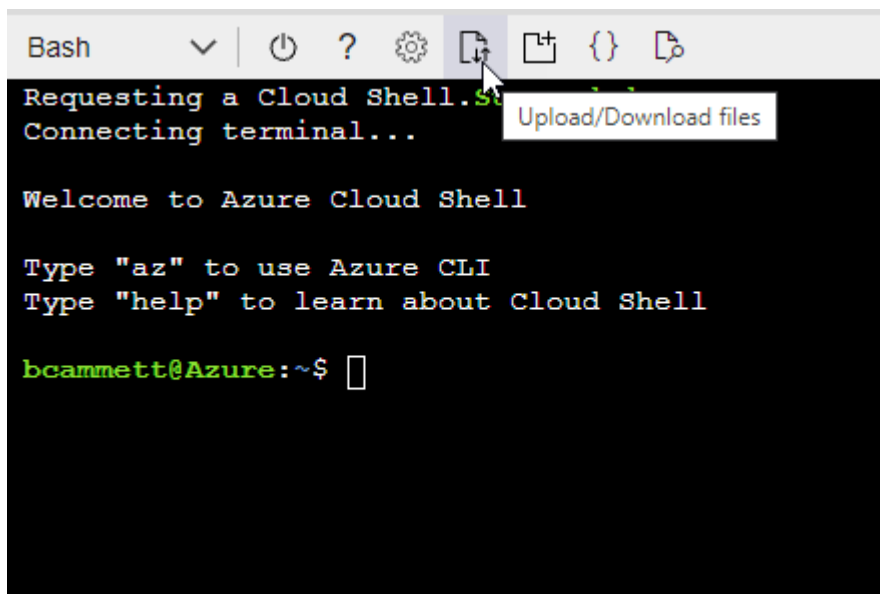 Bash
?
{}
Requesting a Cloud Shell.
Upload/Download files
Connecting terminal...
Welcome to Azure Cloud Shell
Type "az" to use Azure CLI
Type "help" to learn about Cloud Shell
bcammett@Azure:~$